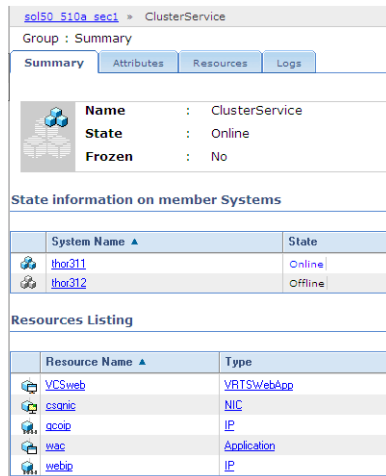 sol50_510a_sec1 » ClusterService
Group : Summary
Summary Attributes Resources Logs
Name : ClusterService
State : Online
Frozen : No
State information on member Systems
System Name ▲ State
thor311 Online
thor312 Offline
Resources Listing
Resource Name ▲ Type
VCSweb VRTSWebApp
csgnic NIC
gcoip IP
wac Application
webip IP